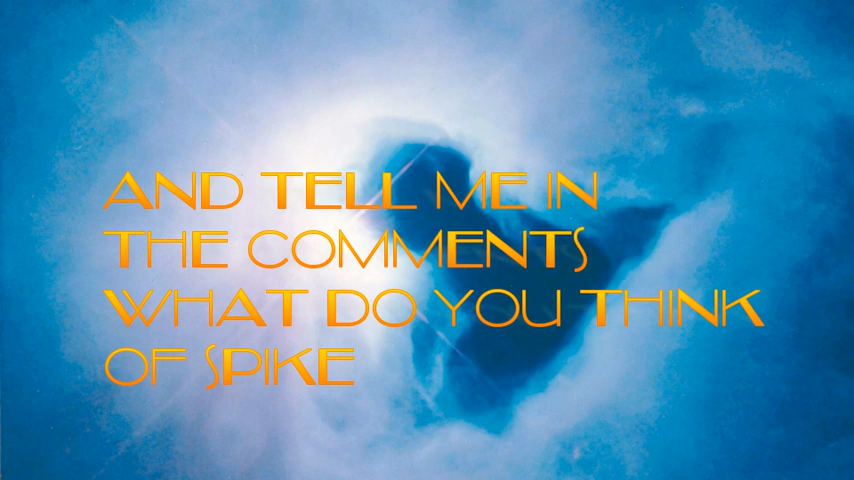 AND TELL ME IN
THE COMMENTS
WHAT DO YOU THINK
OF SPIKE